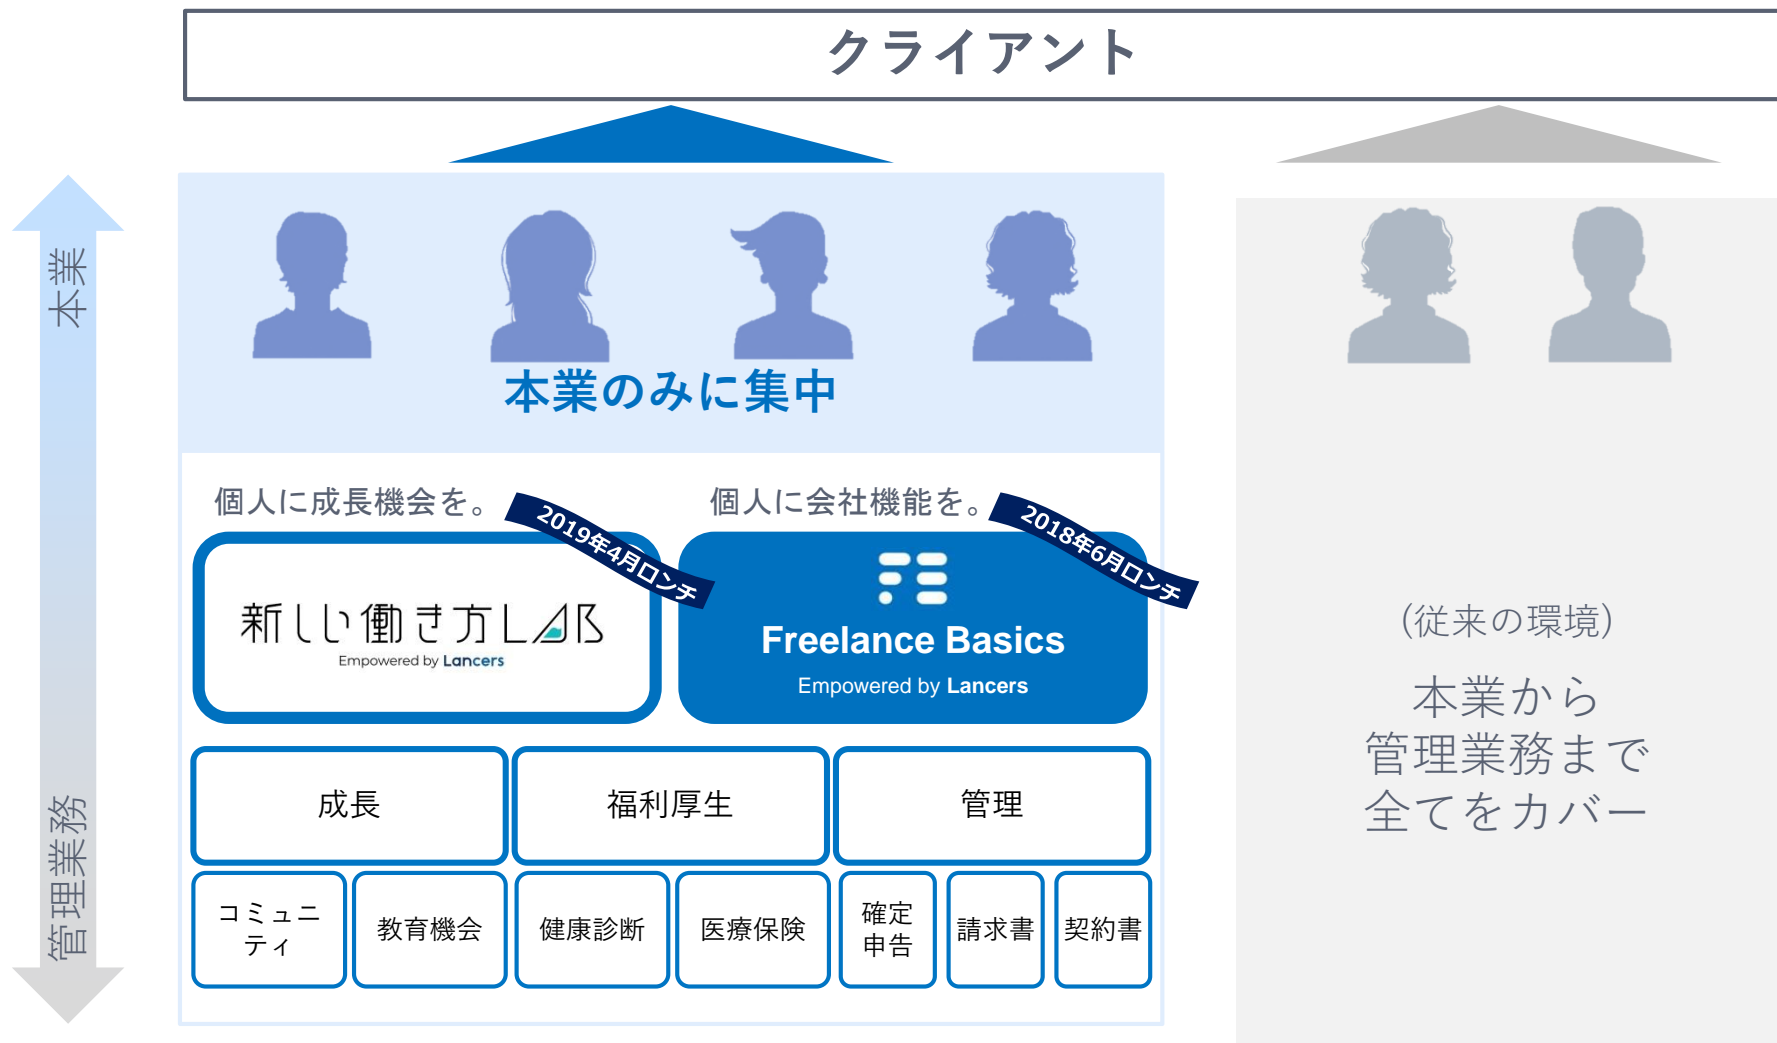 クライアント
本業
管理業務
本業のみに集中
個人に成長機会を。
2019年4月ロンチ
新しい働き方LAB
Empowered by Lancers
個人に会社機能を。
2018年6月ロンチ
Freelance Basics
Empowered by Lancers
成長
福利厚生
管理
コミュニ
ティ
教育機会
健康診断
医療保険
確定
申告
請求書
契約書
(従来の環境)
本業から
管理業務まで
全てをカバー